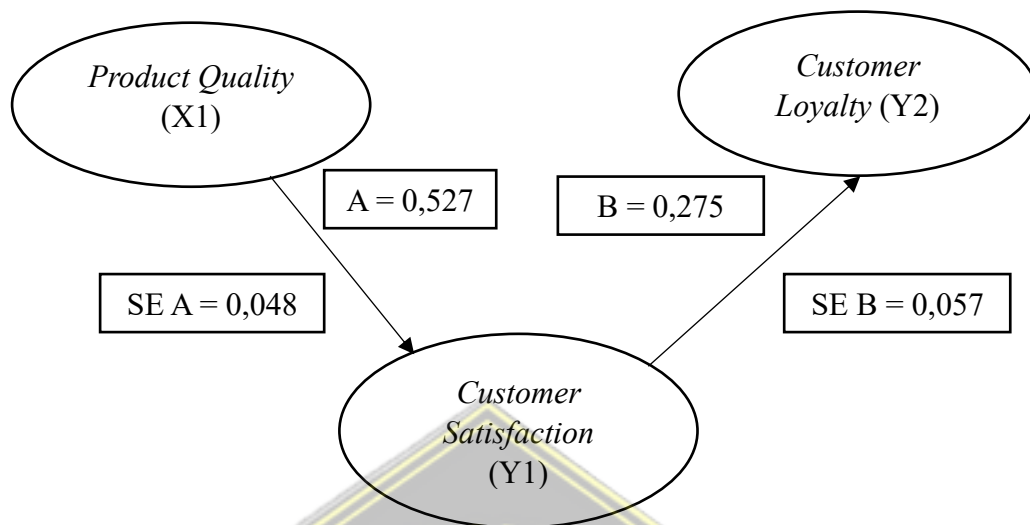 Product Quality
(X1)
Customer
Loyalty (Y2)
A = 0,527
B = 0,275
SE A = 0,048
SE B = 0,057
Customer
Satisfaction
(Y1)